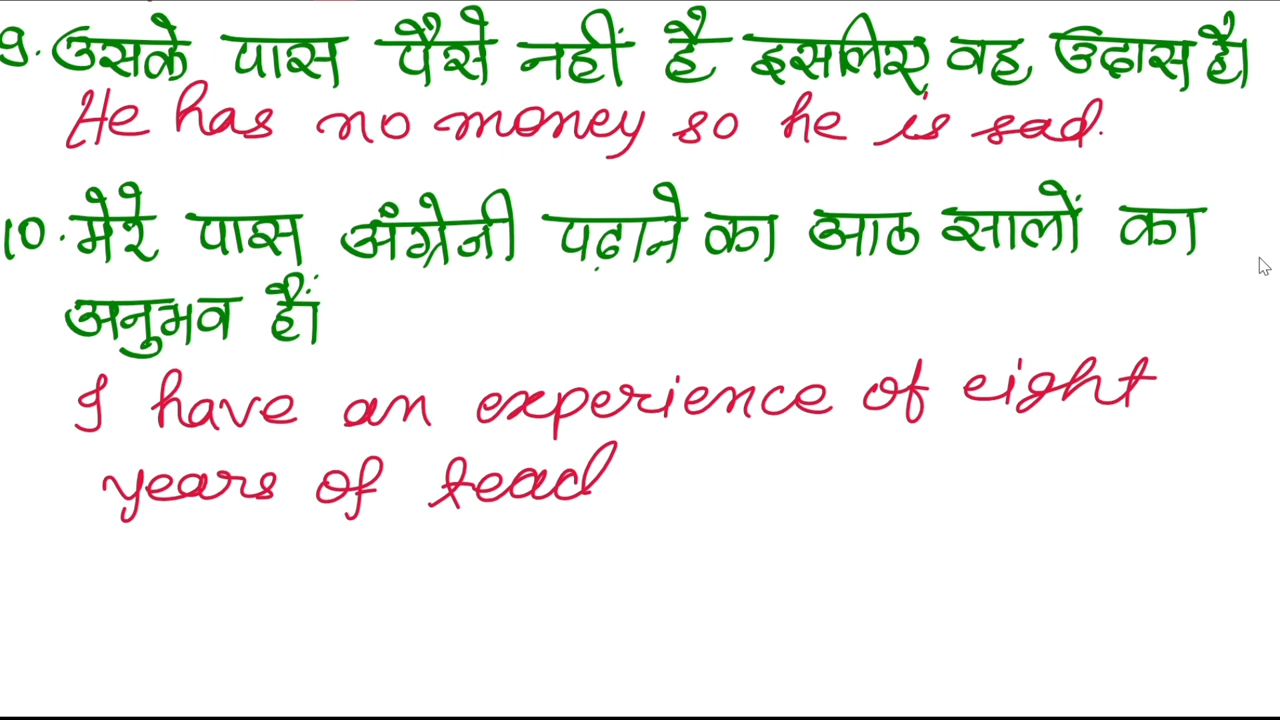 9. उसके पास पैसे नहीं है इसलिए वह उदास है।
He has no money so he is sad.
10. मेरे पास अंग्रेजी पढ़ाने का आठ सालों का
अनुभव हैं।
I have an experience of eight
years of teac